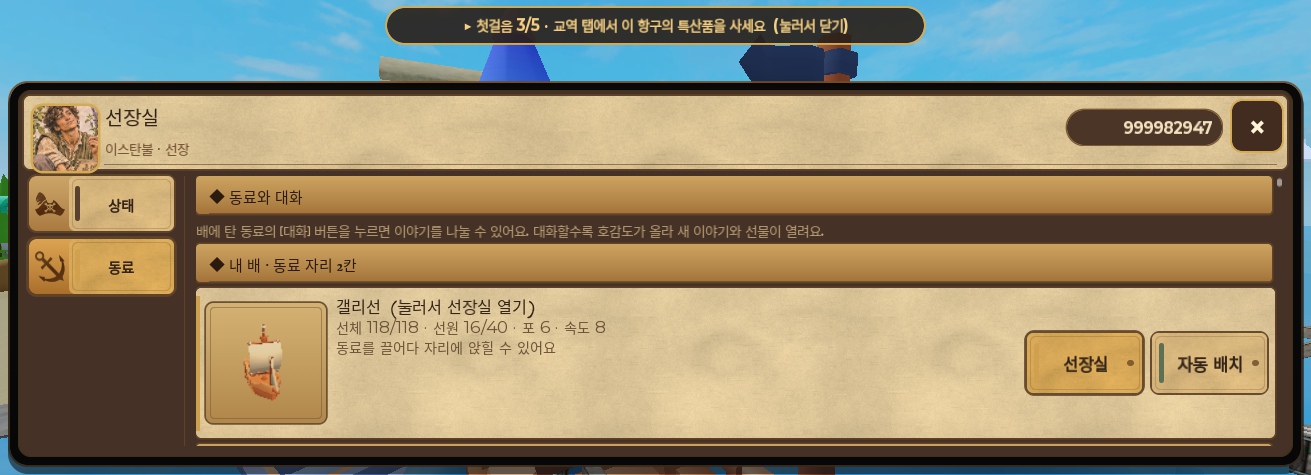 ▸ 첫걸음 3/5 · 교역 탭에서 이 항구의 특산품을 사세요 (눌러서 닫기)
선장실
999982947
×
이스탄불 · 선장
상태
동료
◆ 동료와 대화
배에 탄 동료의 [대화] 버튼을 누르면 이야기를 나눌 수 있어요. 대화할수록 호감도가 올라 새 이야기와 선물이 열려요.
◆ 내 배 · 동료 자리 2칸
갤리선 (눌러서 선장실 열기)
선체 118/118 · 선원 16/40 · 포 6 · 속도 8
동료를 끌어다 자리에 앉힐 수 있어요
선장실
자동 배치